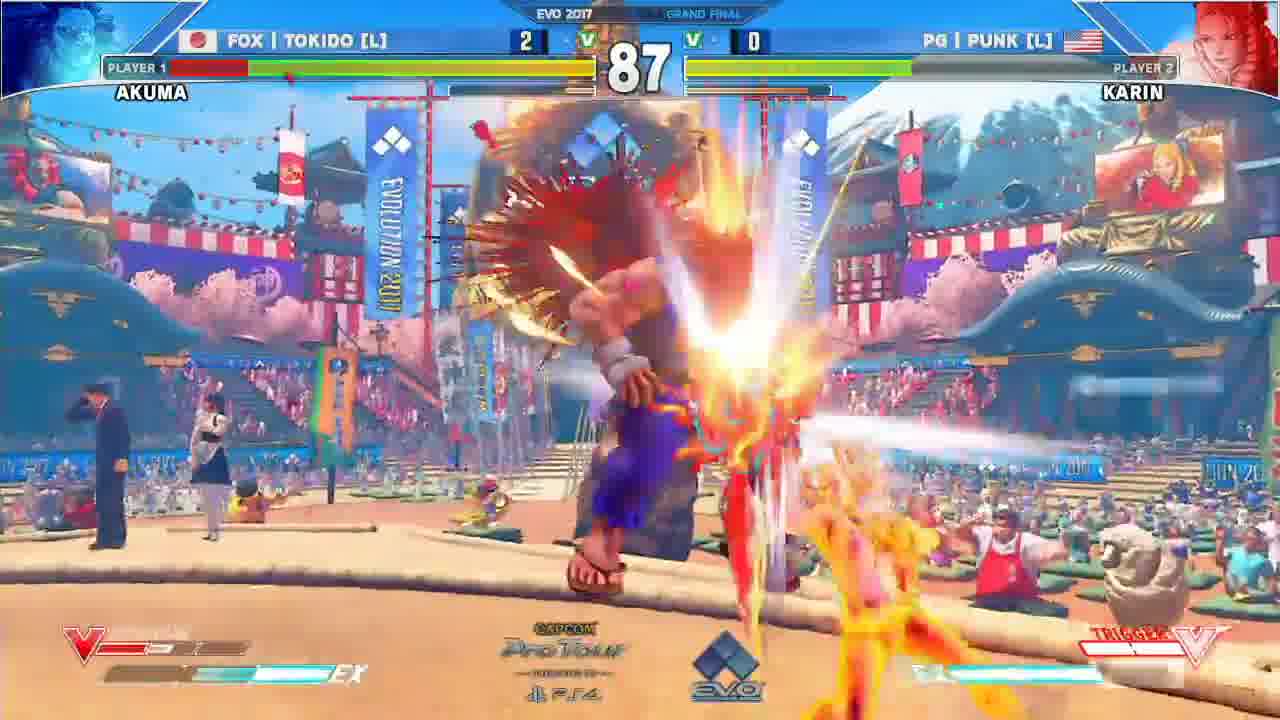 EVO 2017 GRAND FINAL
FOX | TOKIDO [L] 2 V 87 V 0 PG | PUNK [L]
PLAYER 1 PLAYER 2
AKUMA KARIN
EVOLUTION 2017
TRIGGER
V V
EX
CAPCOM
Pro Tour
PS4
EVO